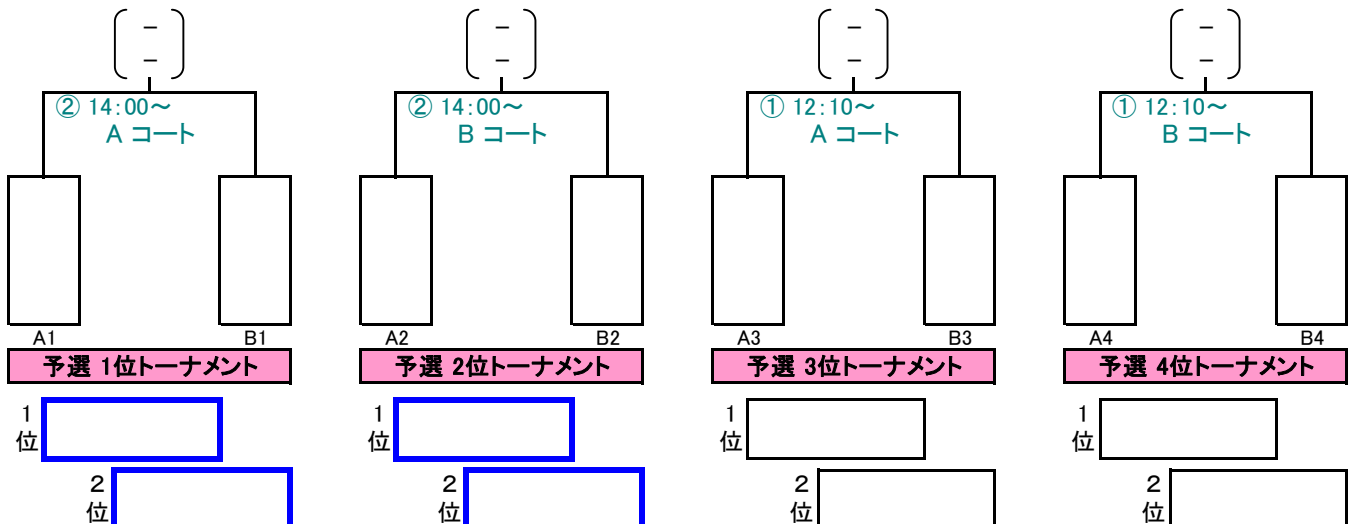 － － － －
－ － － －
② 14:00～ ② 14:00～ ① 12:10～ ① 12:10～
A コート B コート A コート B コート
A1 B1 A2 B2 A3 B3 A4 B4
予選 1位トーナメント 予選 2位トーナメント 予選 3位トーナメント 予選 4位トーナメント
1 1 1 1
位 位 位 位
2 2 2 2
位 位 位 位